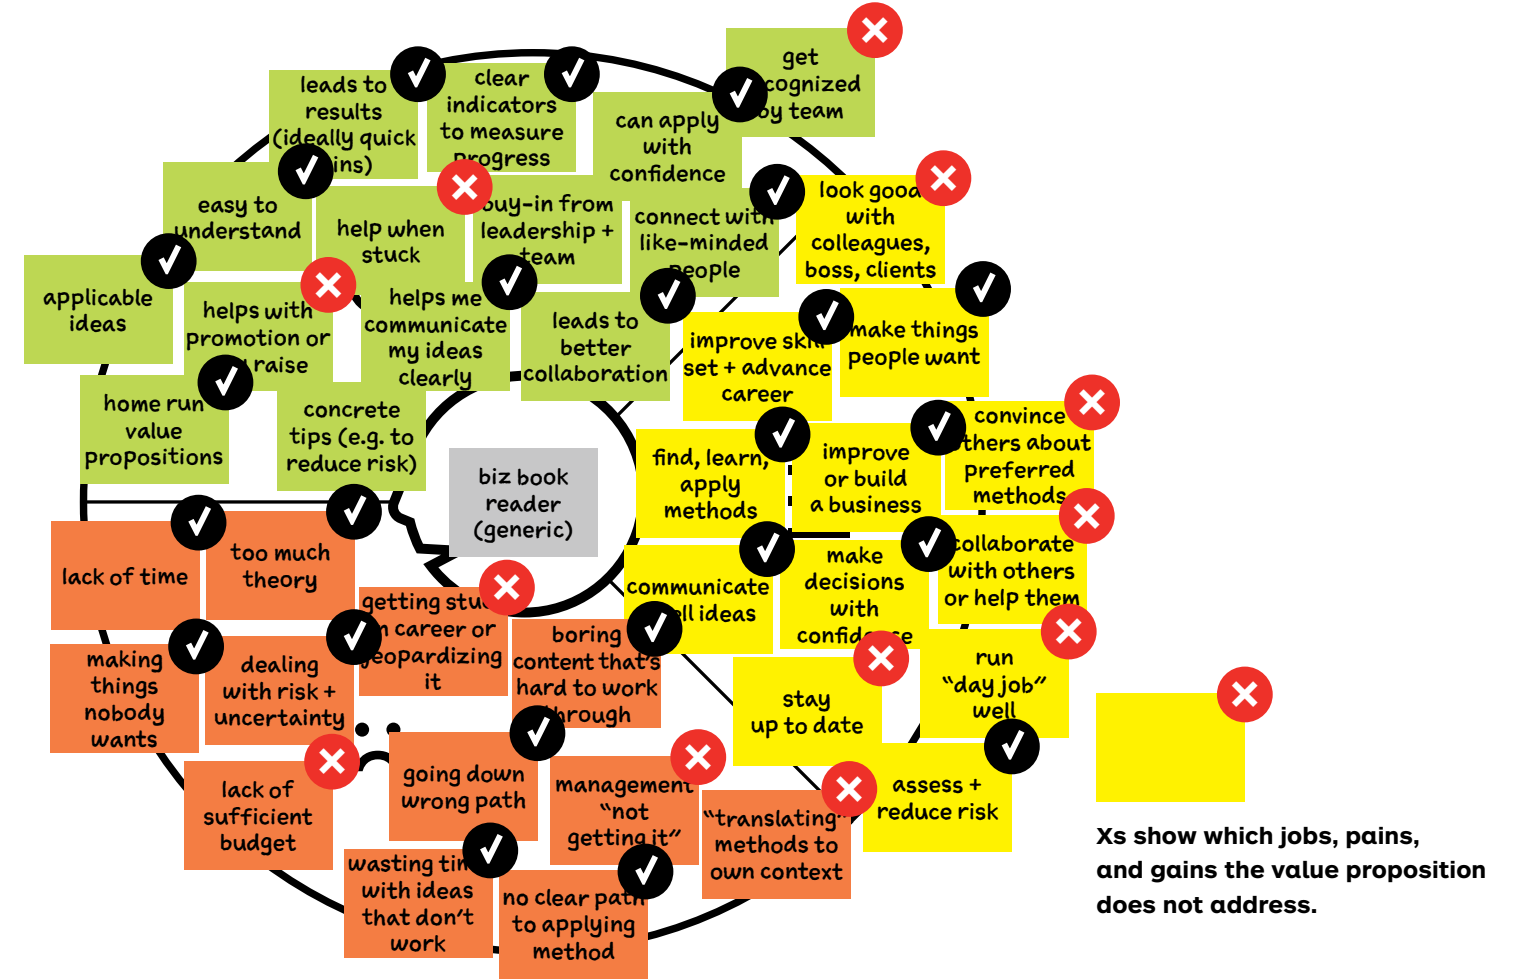 get
cognized
by team
leads to
results
(ideally quick
ins)
clear
indicators
to measure
progress
can apply
with
confidence
easy to
understand
help when
stuck
buy-in from
leadership +
team
connect with
like-minded
people
look good
with
colleagues,
boss, clients
applicable
ideas
helps with
promotion or
raise
helps me
communicate
my ideas
clearly
leads to
better
collaboration
improve skill
set + advance
career
make things
people want
home run
value
propositions
concrete
tips (e.g. to
reduce risk)
biz book
reader
(generic)
find, learn,
apply
methods
improve
or build
a business
convince
others about
preferred
methods
lack of time
too much
theory
getting stuc
n career or
jeopardizing
it
boring
content that's
hard to work
through
communicate
ell ideas
make
decisions
with
confidence
collaborate
with others
or help them
making
things
nobody
wants
dealing
with risk +
uncertainty
stay
up to date
run
“day job”
well
lack of
sufficient
budget
going down
wrong path
management
“not
getting it”
“translating”
methods to
own context
assess +
reduce risk
wasting time
with ideas
that don't
work
no clear path
to applying
method
Xs show which jobs, pains,
and gains the value proposition
does not address.